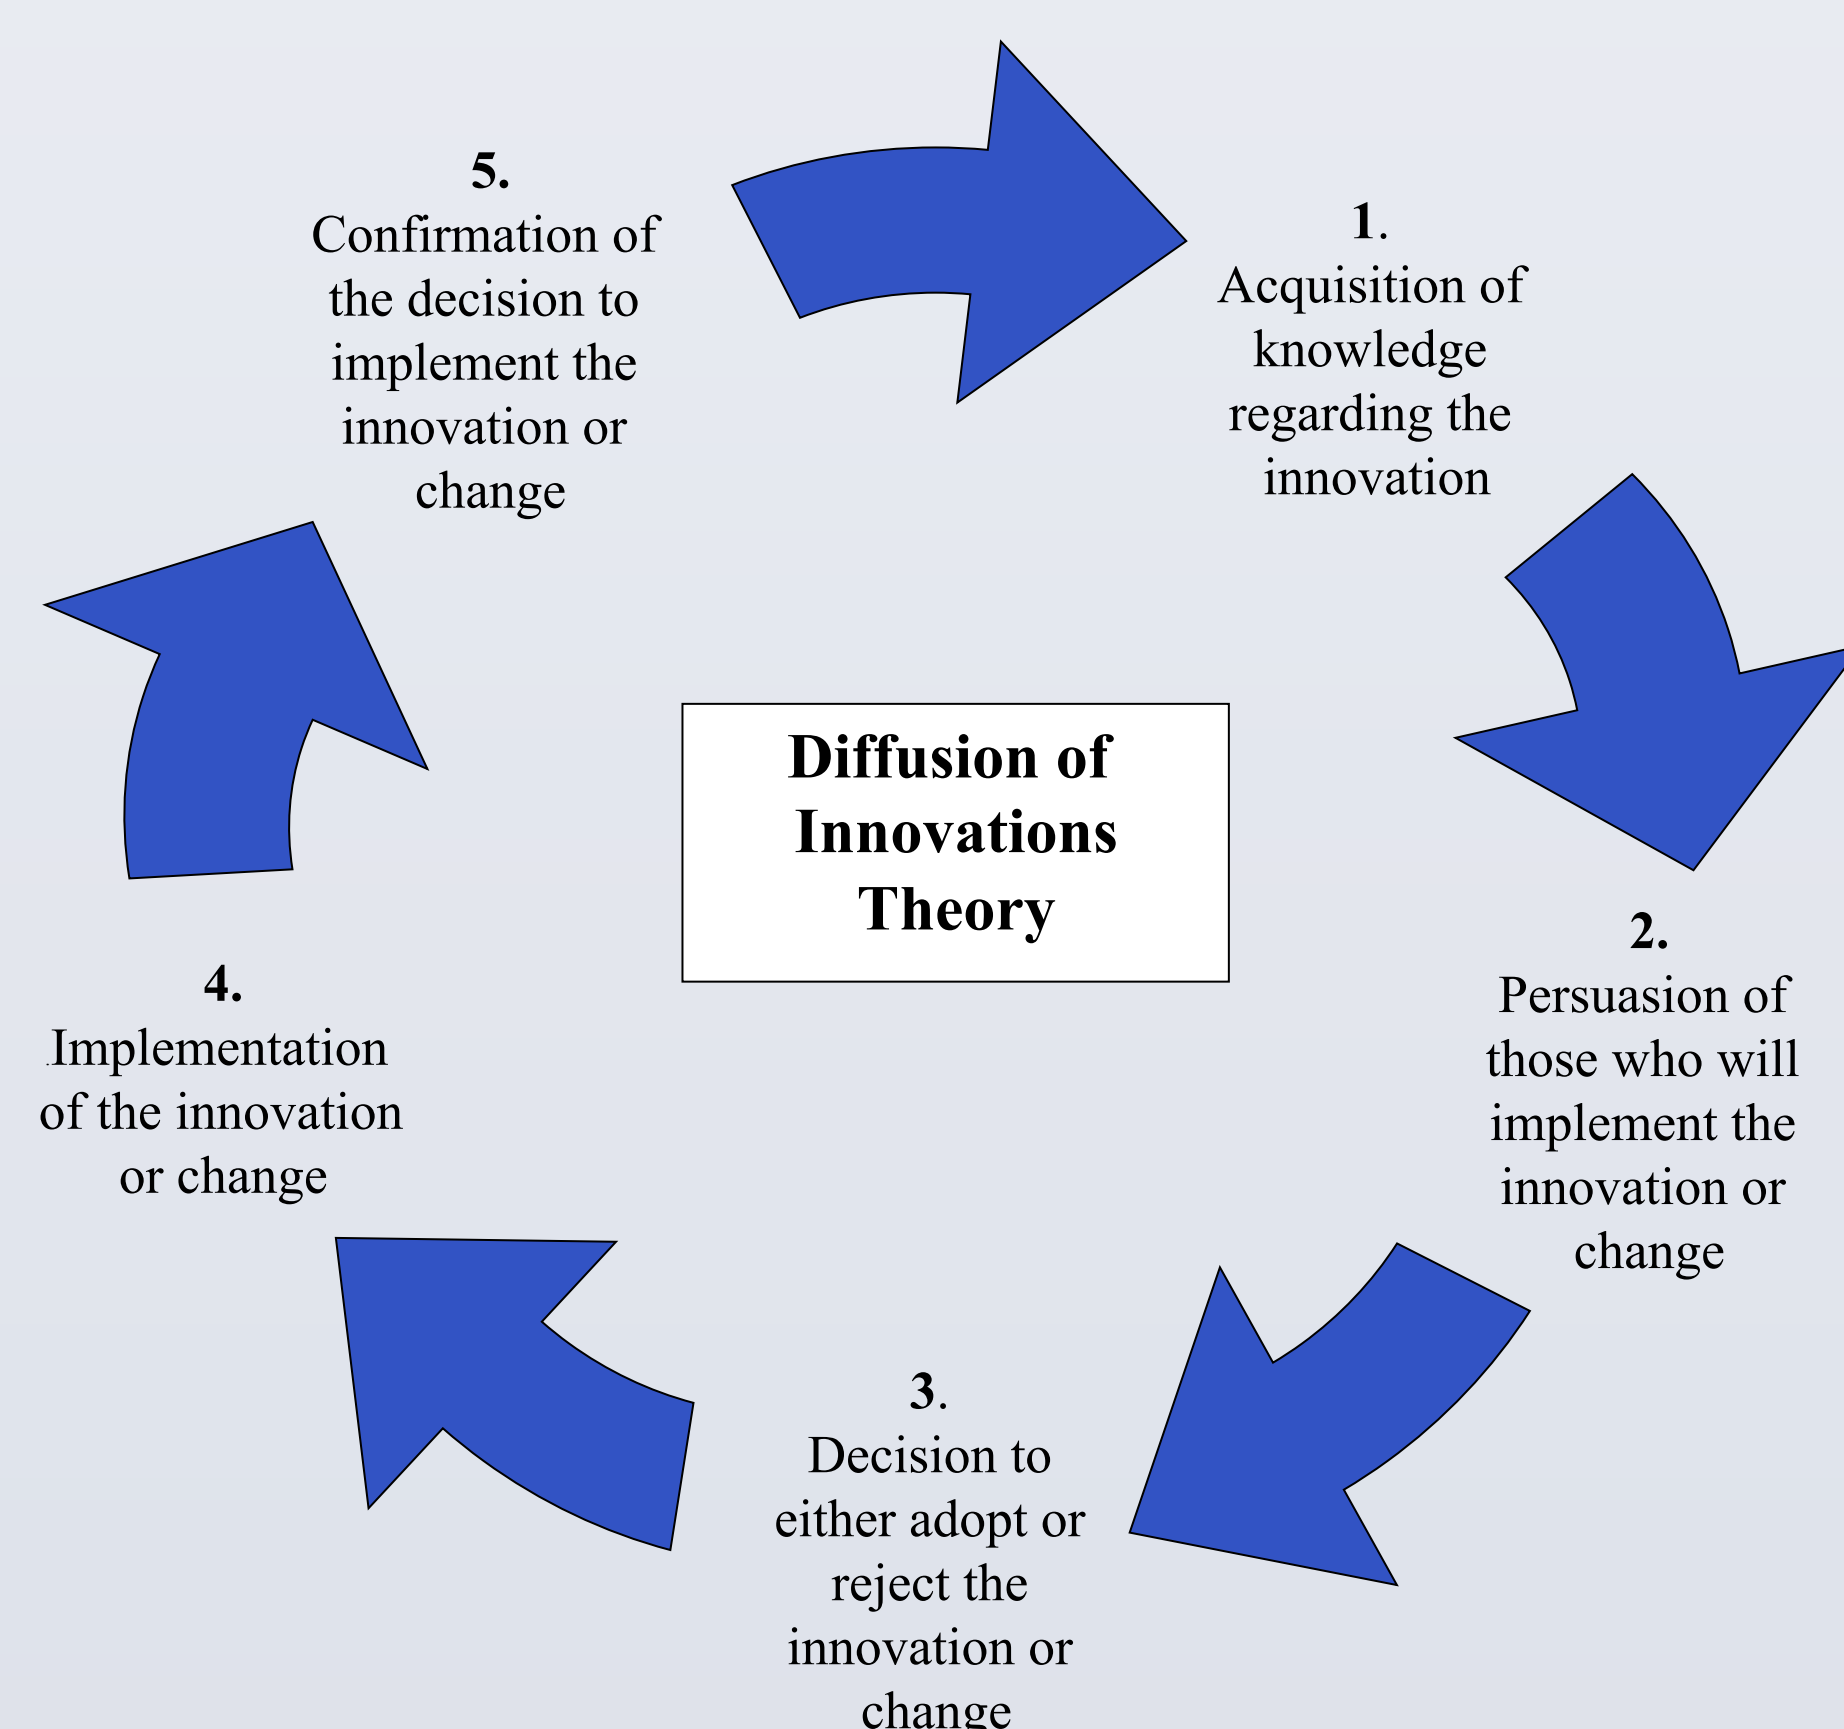 Diffusion of
Innovations
Theory
1.
Acquisition of
knowledge
regarding the
innovation
2.
Persuasion of
those who will
implement the
innovation or
change
3.
Decision to
either adopt or
reject the
innovation or
change
4.
.Implementation
of the innovation
or change
5.
Confirmation of
the decision to
implement the
innovation or
change